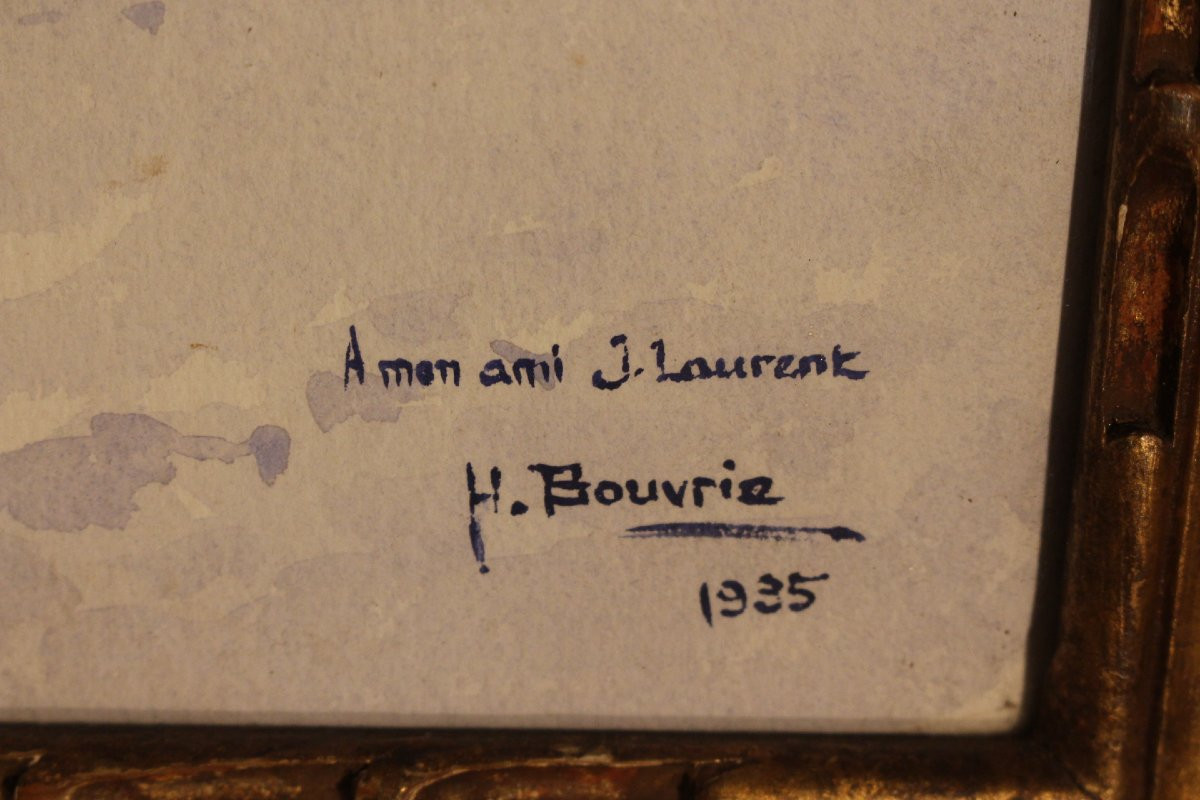 A mon ami J. Laurent
H. Bouvrie
1935